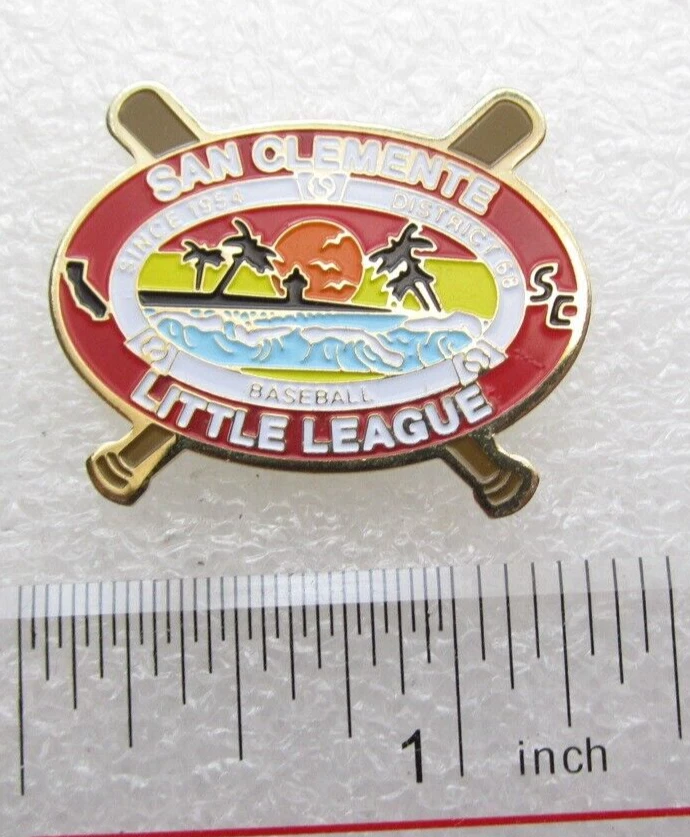 SAN CLEMENTE
SINCE 1954
DISTRICT 68
SC
BASEBALL
LITTLE LEAGUE
1 inch